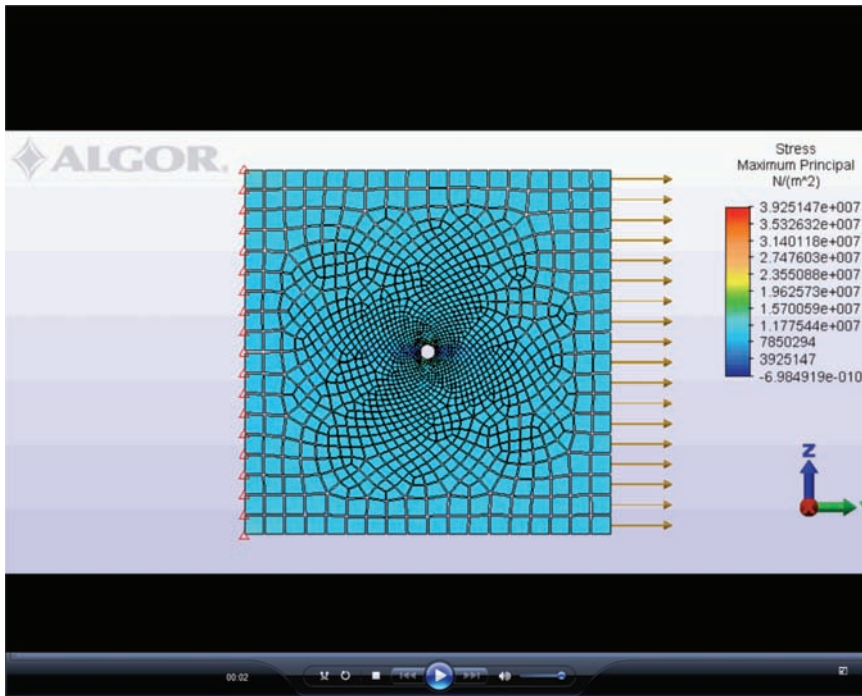 ALGOR®
Stress
Maximum Principal
N/(m^2)
3.925147e+007
3.532632e+007
3.140118e+007
2.747603e+007
2.355088e+007
1.962573e+007
1.570059e+007
1.177544e+007
7850294
3925147
-6.984919e-010
Z
Y
00:02